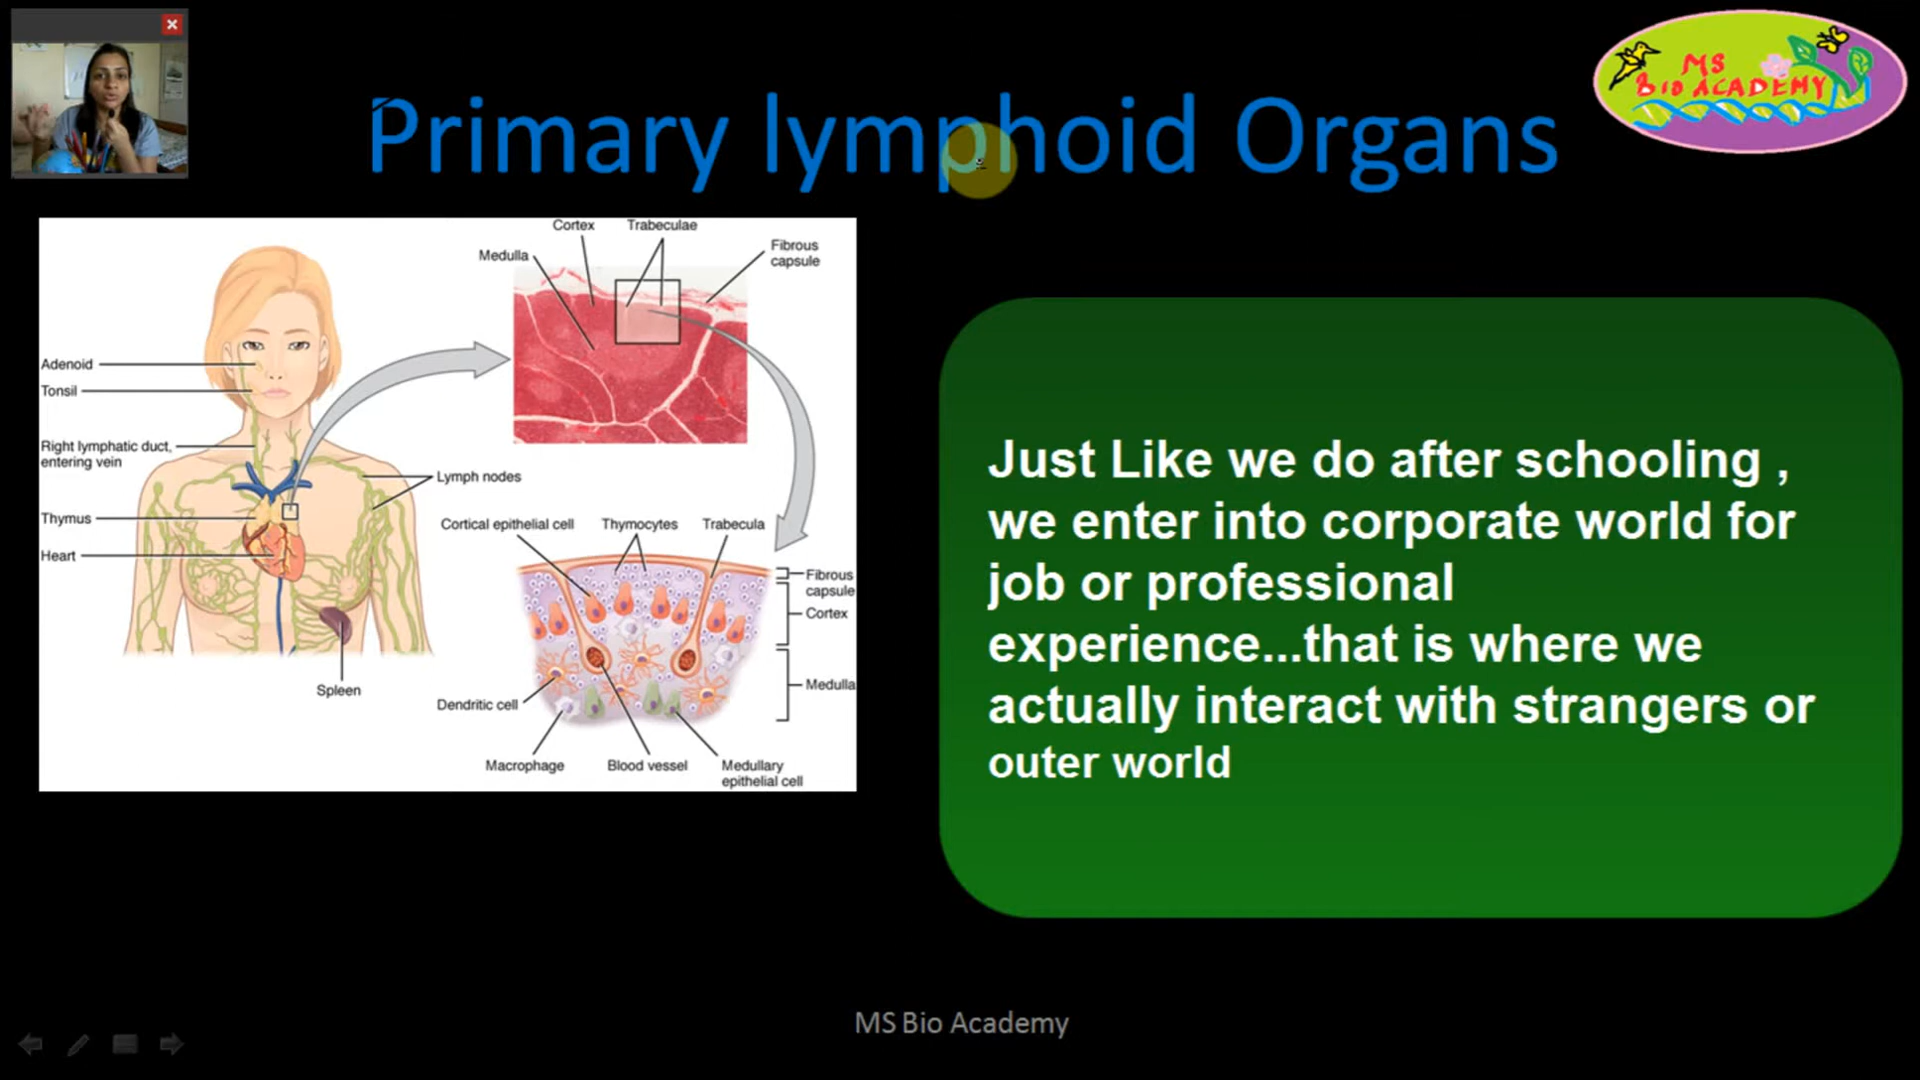 MS
BIO ACADEMY
Primary lymphoid Organs
Cortex
Trabeculae
Medulla
Fibrous
capsule
Adenoid
Tonsil
Right lymphatic duct,
entering vein
Lymph nodes
Thymus
Heart
Spleen
Cortical epithelial cell
Thymocytes
Trabecula
Fibrous
capsule
Cortex
Medulla
Dendritic cell
Macrophage
Blood vessel
Medullary
epithelial cell
Just Like we do after schooling ,
we enter into corporate world for
job or professional
experience...that is where we
actually interact with strangers or
outer world
MS Bio Academy